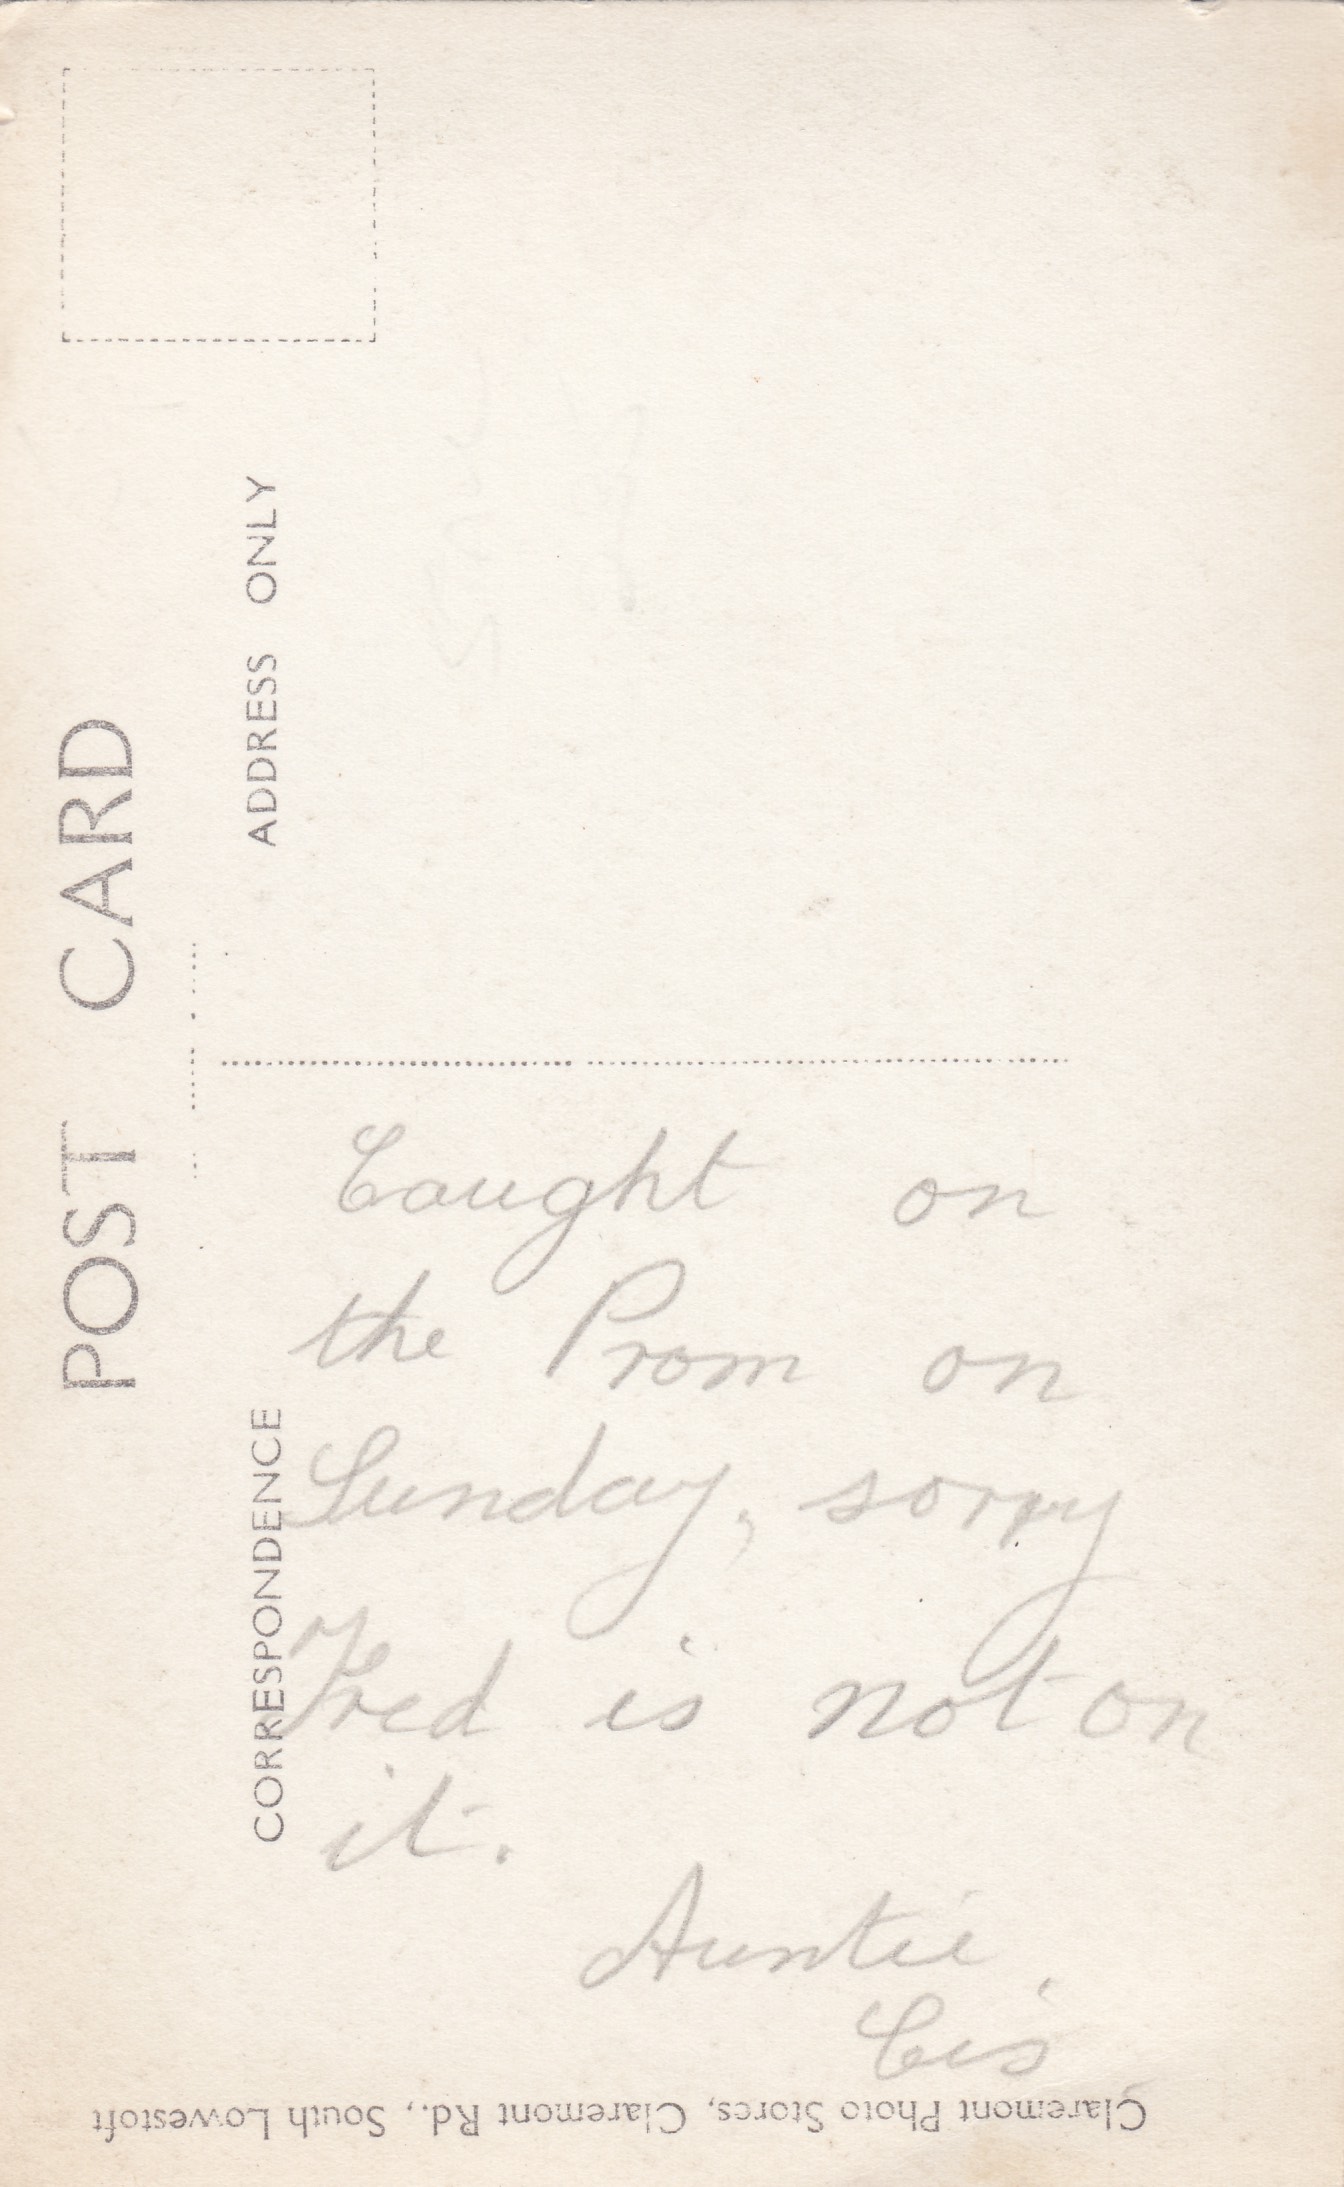 POST CARD
CORRESPONDENCE
ADDRESS ONLY
Caught on
the Prom on
Sunday, sorry
Fred is not on
it.
Auntie
Cis
Claremont Photo Stores, Claremont Rd., South Lowestoft